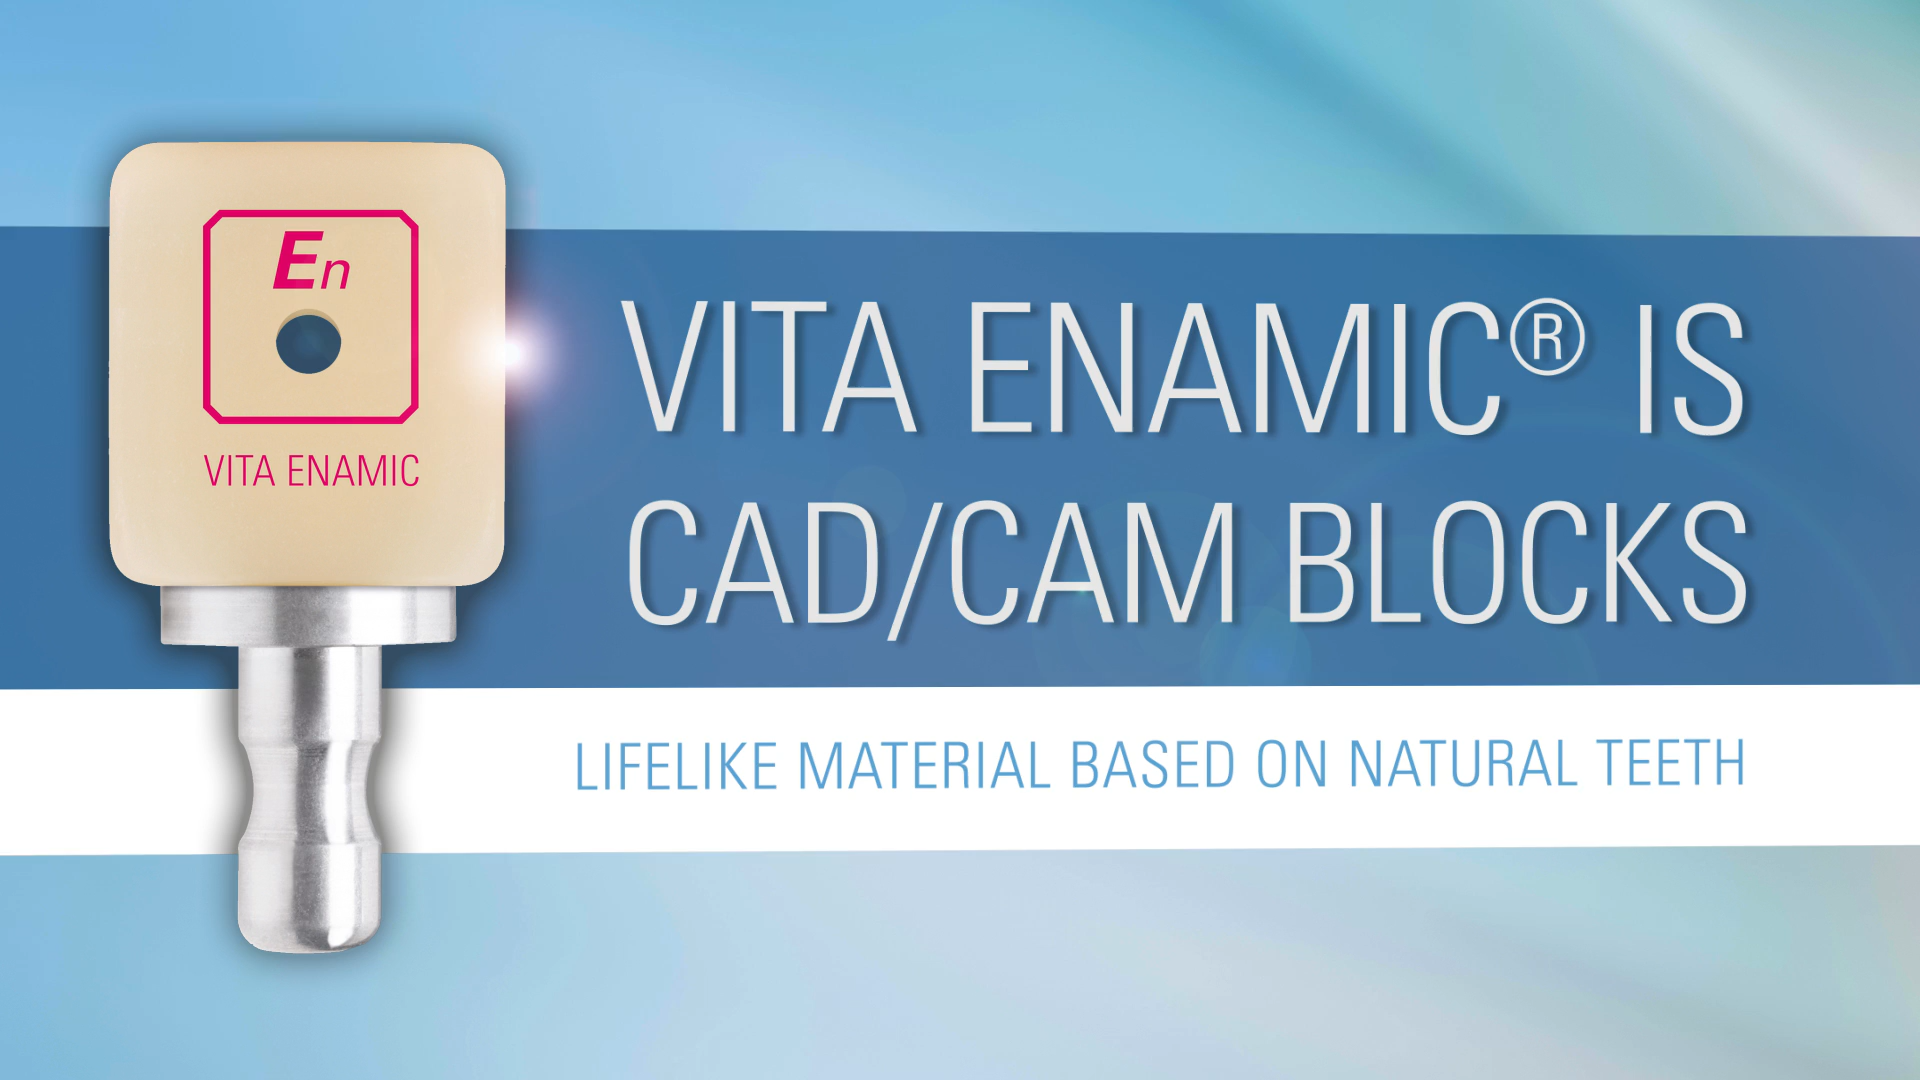 En
VITA ENAMIC
VITA ENAMIC® IS
CAD/CAM BLOCKS
LIFELIKE MATERIAL BASED ON NATURAL TEETH